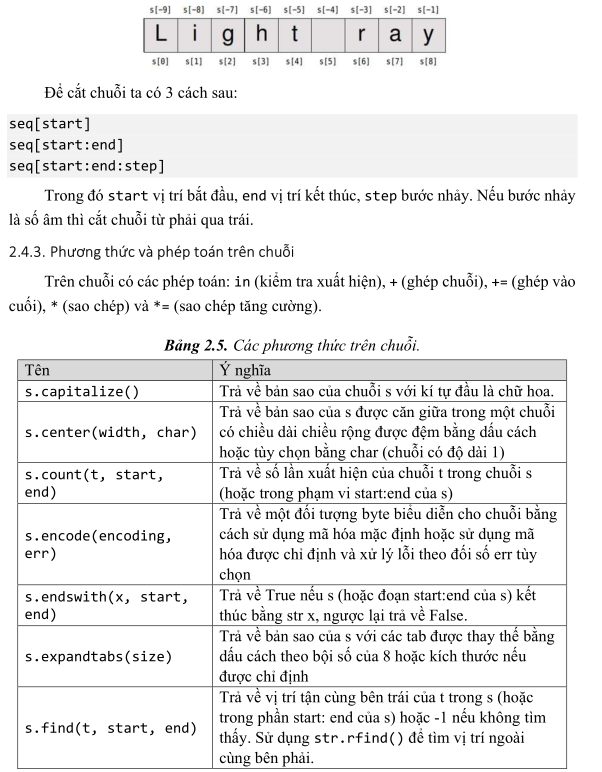 s[-9] s[-8] s[-7] s[-6] s[-5] s[-4] s[-3] s[-2] s[-1]
L i g h t r a y
s[0] s[1] s[2] s[3] s[4] s[5] s[6] s[7] s[8]
Để cắt chuỗi ta có 3 cách sau:
seq[start]
seq[start:end]
seq[start:end:step]
Trong đó start vị trí bắt đầu, end vị trí kết thúc, step bước nhảy. Nếu bước nhảy
là số âm thì cắt chuỗi từ phải qua trái.
2.4.3. Phương thức và phép toán trên chuỗi
Trên chuỗi có các phép toán: in (kiểm tra xuất hiện), + (ghép chuỗi), += (ghép vào
cuối), * (sao chép) và *= (sao chép tăng cường).
Bảng 2.5. Các phương thức trên chuỗi.
Tên Ý nghĩa
s.capitalize() Trả về bản sao của chuỗi s với kí tự đầu là chữ hoa.
s.center(width, char) Trả về bản sao của s được căn giữa trong một chuỗi
có chiều dài chiều rộng được đệm bằng dấu cách
hoặc tùy chọn bằng char (chuỗi có độ dài 1)
s.count(t, start, Trả về số lần xuất hiện của chuỗi t trong chuỗi s
end) (hoặc trong phạm vi start:end của s)
s.encode(encoding, Trả về một đối tượng byte biểu diễn cho chuỗi bằng
err) cách sử dụng mã hóa mặc định hoặc sử dụng mã
hóa được chỉ định và xử lý lỗi theo đối số err tùy
chọn
s.endswith(x, start, Trả về True nếu s (hoặc đoạn start:end của s) kết
end) thúc bằng str x, ngược lại trả về False.
s.expandtabs(size) Trả về bản sao của s với các tab được thay thế bằng
dấu cách theo bội số của 8 hoặc kích thước nếu
được chỉ định
s.find(t, start, end) Trả về vị trí tận cùng bên trái của t trong s (hoặc
trong phần start: end của s) hoặc -1 nếu không tìm
thấy. Sử dụng str.rfind() để tìm vị trí ngoài
cùng bên phải.